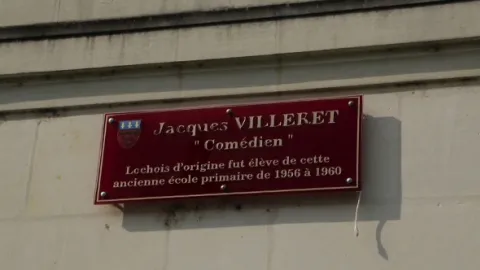 Jacques VILLERET
" Comédien "
Lochois d'origine fut élève de cette
ancienne école primaire de 1956 à 1960